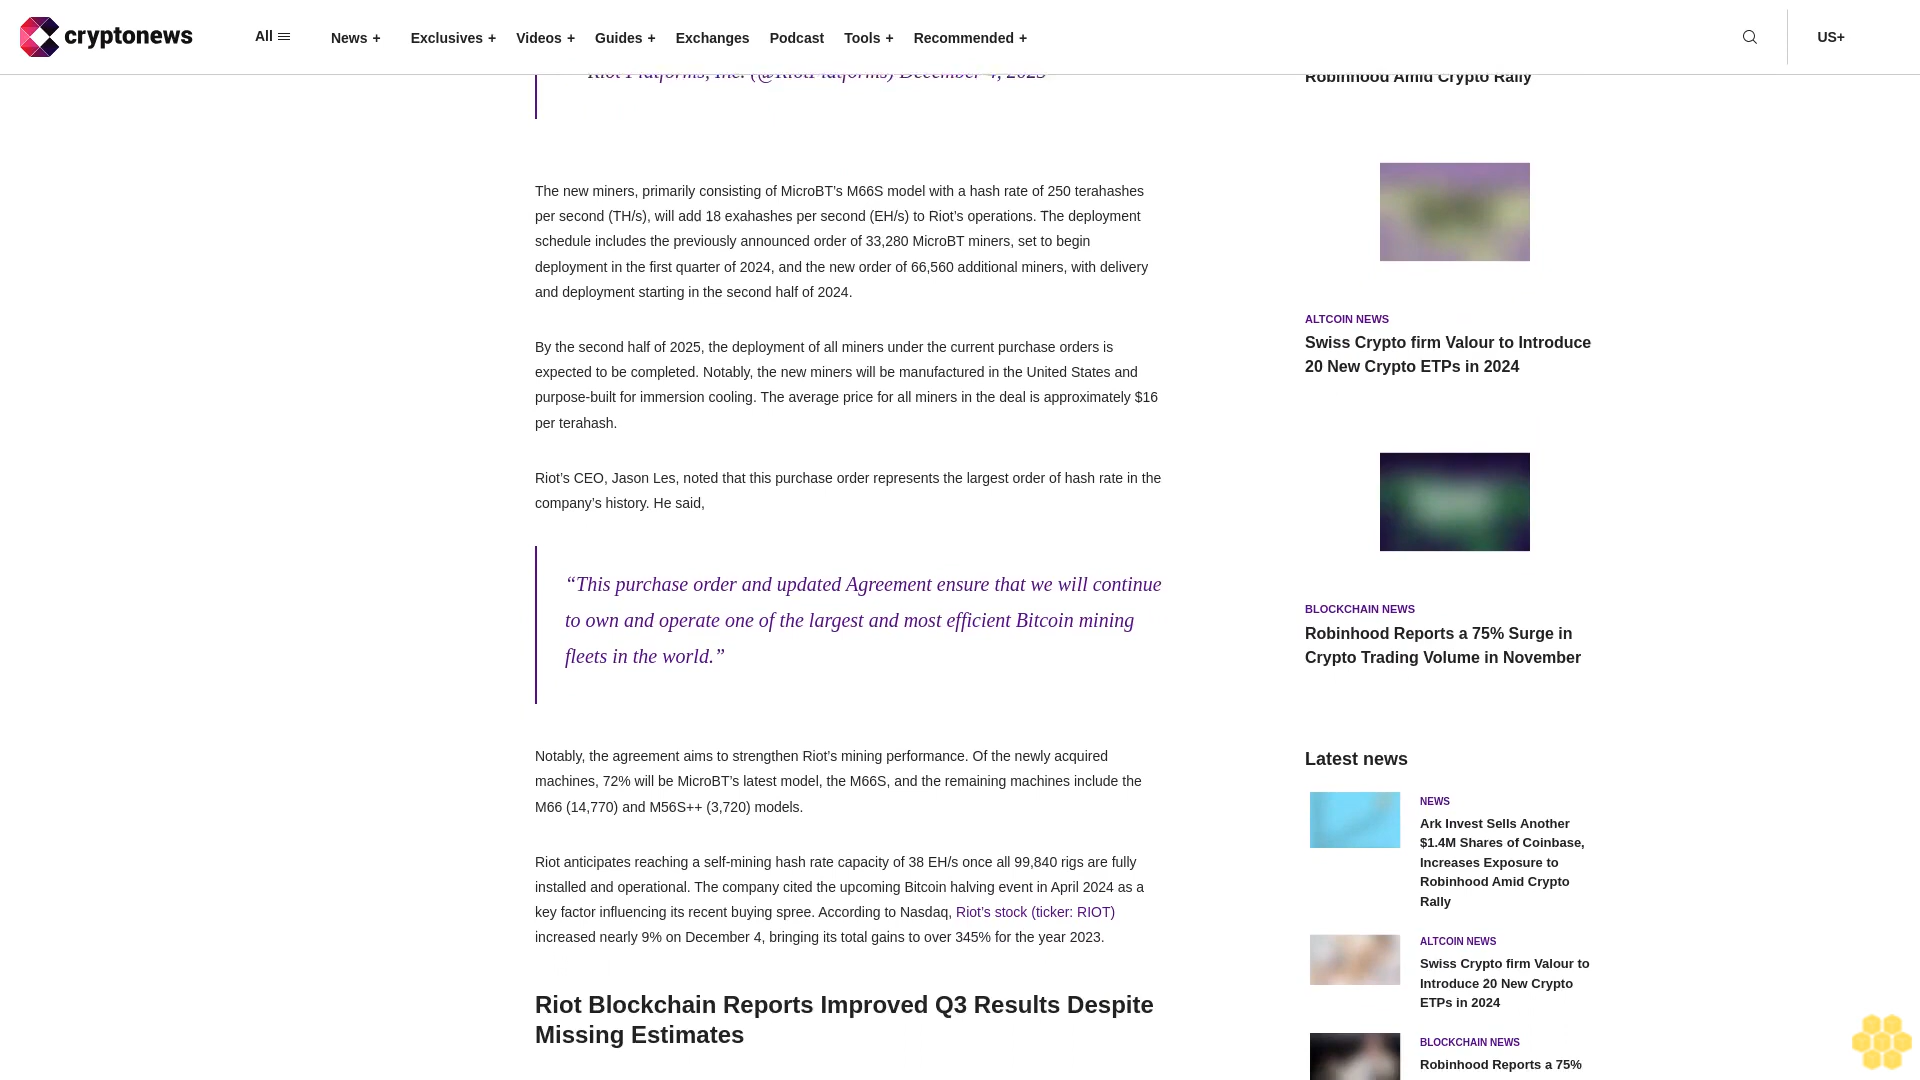 cryptonews
All
News +
Exclusives +
Videos +
Guides +
Exchanges
Podcast
Tools +
Recommended +
US+
Riot Platforms, Inc. (@RiotPlatforms) December 4, 2023
The new miners, primarily consisting of MicroBT’s M66S model with a hash rate of 250 terahashes
per second (TH/s), will add 18 exahashes per second (EH/s) to Riot’s operations. The deployment
schedule includes the previously announced order of 33,280 MicroBT miners, set to begin
deployment in the first quarter of 2024, and the new order of 66,560 additional miners, with delivery
and deployment starting in the second half of 2024.
By the second half of 2025, the deployment of all miners under the current purchase orders is
expected to be completed. Notably, the new miners will be manufactured in the United States and
purpose-built for immersion cooling. The average price for all miners in the deal is approximately $16
per terahash.
Riot’s CEO, Jason Les, noted that this purchase order represents the largest order of hash rate in the
company’s history. He said,
“This purchase order and updated Agreement ensure that we will continue
to own and operate one of the largest and most efficient Bitcoin mining
fleets in the world.”
Notably, the agreement aims to strengthen Riot’s mining performance. Of the newly acquired
machines, 72% will be MicroBT’s latest model, the M66S, and the remaining machines include the
M66 (14,770) and M56S++ (3,720) models.
Riot anticipates reaching a self-mining hash rate capacity of 38 EH/s once all 99,840 rigs are fully
installed and operational. The company cited the upcoming Bitcoin halving event in April 2024 as a
key factor influencing its recent buying spree. According to Nasdaq, Riot’s stock (ticker: RIOT)
increased nearly 9% on December 4, bringing its total gains to over 345% for the year 2023.
Riot Blockchain Reports Improved Q3 Results Despite
Missing Estimates
Robinhood Amid Crypto Rally
ALTCOIN NEWS
Swiss Crypto firm Valour to Introduce
20 New Crypto ETPs in 2024
BLOCKCHAIN NEWS
Robinhood Reports a 75% Surge in
Crypto Trading Volume in November
Latest news
NEWS
Ark Invest Sells Another
$1.4M Shares of Coinbase,
Increases Exposure to
Robinhood Amid Crypto
Rally
ALTCOIN NEWS
Swiss Crypto firm Valour to
Introduce 20 New Crypto
ETPs in 2024
BLOCKCHAIN NEWS
Robinhood Reports a 75%